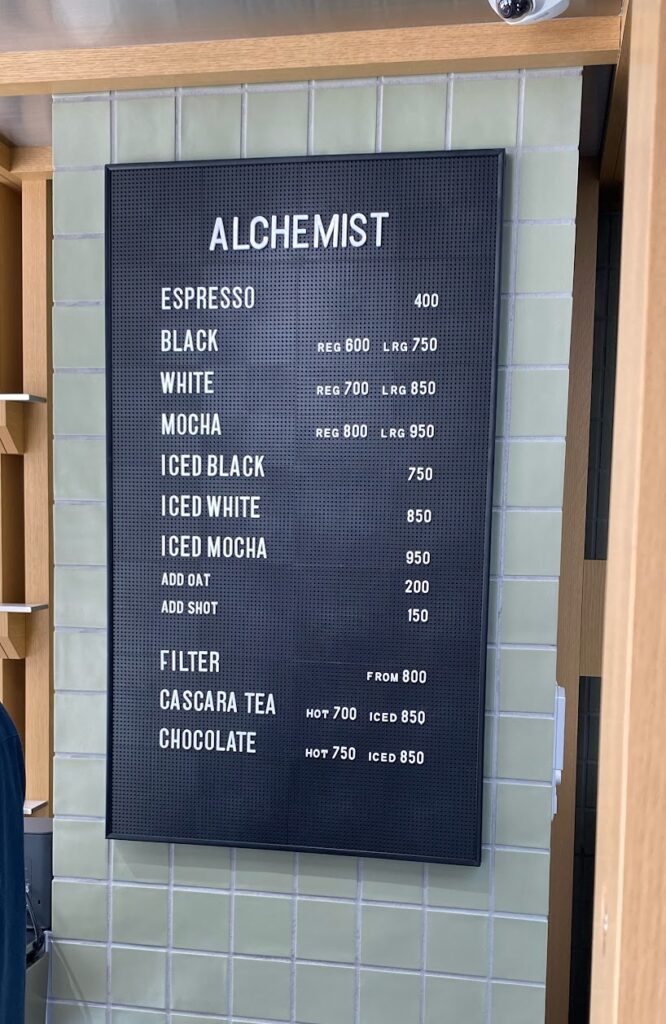 ALCHEMIST
ESPRESSO 400
BLACK REG 600 LRG 750
WHITE REG 700 LRG 850
MOCHA REG 800 LRG 950
ICED BLACK 750
ICED WHITE 850
ICED MOCHA 950
ADD OAT 200
ADD SHOT 150
FILTER FROM 800
CASCARA TEA HOT 700 ICED 850
CHOCOLATE HOT 750 ICED 850